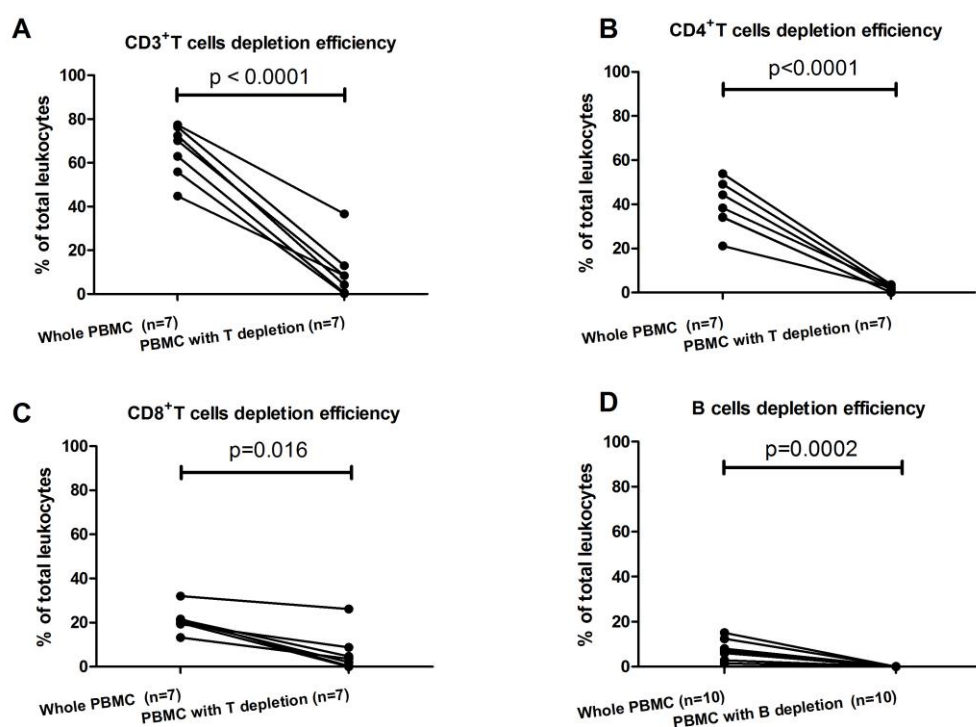 A
CD3⁺T cells depletion efficiency
p < 0.0001
100
80
60
40
20
0
% of total leukocytes
Whole PBMC (n=7)
PBMC with T depletion (n=7)
B
CD4⁺T cells depletion efficiency
p<0.0001
100
80
60
40
20
0
% of total leukocytes
Whole PBMC (n=7)
PBMC with T depletion (n=7)
C
CD8⁺T cells depletion efficiency
p=0.016
100
80
60
40
20
0
% of total leukocytes
Whole PBMC (n=7)
PBMC with T depletion (n=7)
D
B cells depletion efficiency
p=0.0002
100
80
60
40
20
0
% of total leukocytes
Whole PBMC (n=10)
PBMC with B depletion (n=10)